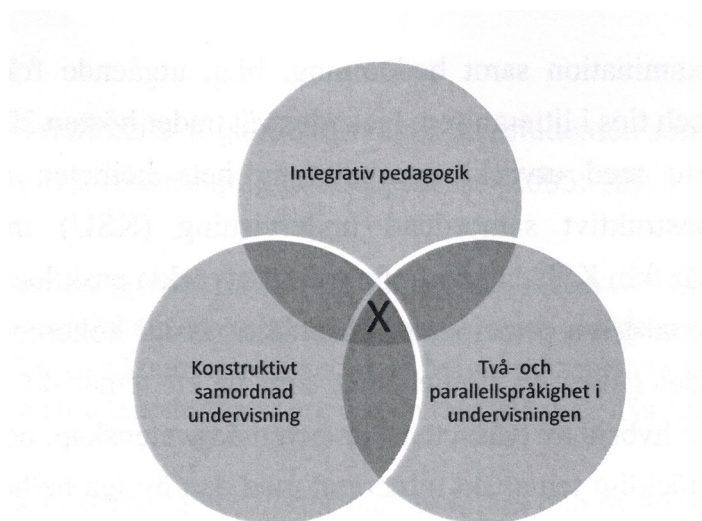 Integrativ pedagogik
X
Konstruktivt
samordnad
undervisning
Två- och
parallellspråkighet i
undervisningen